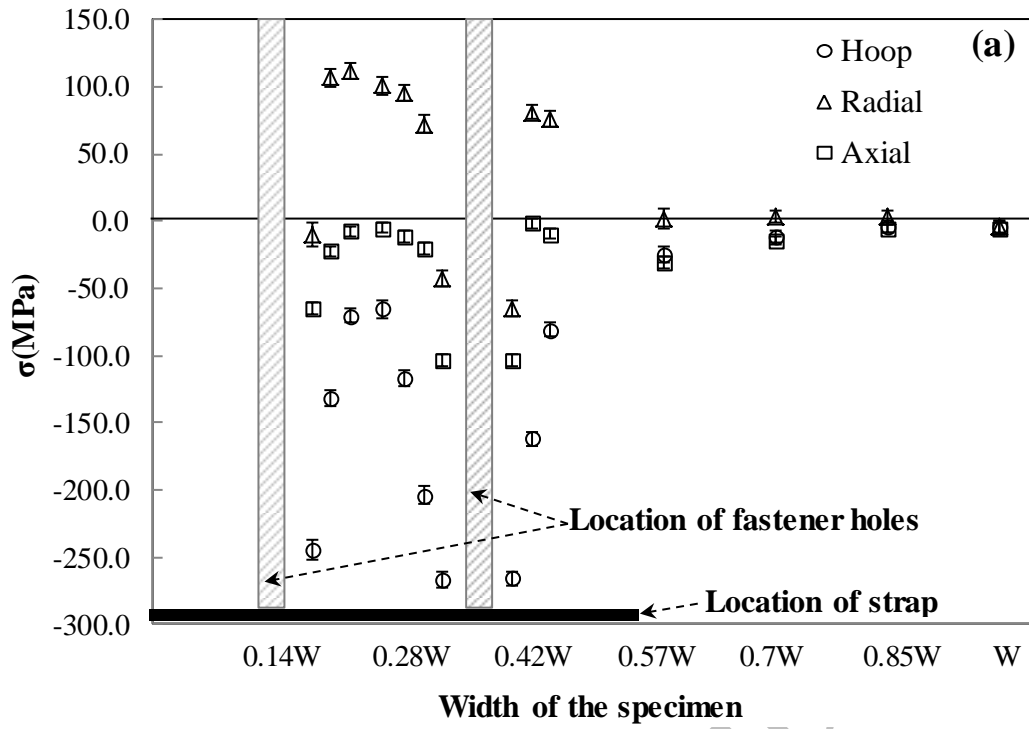 150.0
100.0
50.0
0.0
-50.0
-100.0
-150.0
-200.0
-250.0
-300.0
σ(MPa)
(a)
Hoop
Radial
Axial
Location of fastener holes
Location of strap
0.14W 0.28W 0.42W 0.57W 0.7W 0.85W W
Width of the specimen